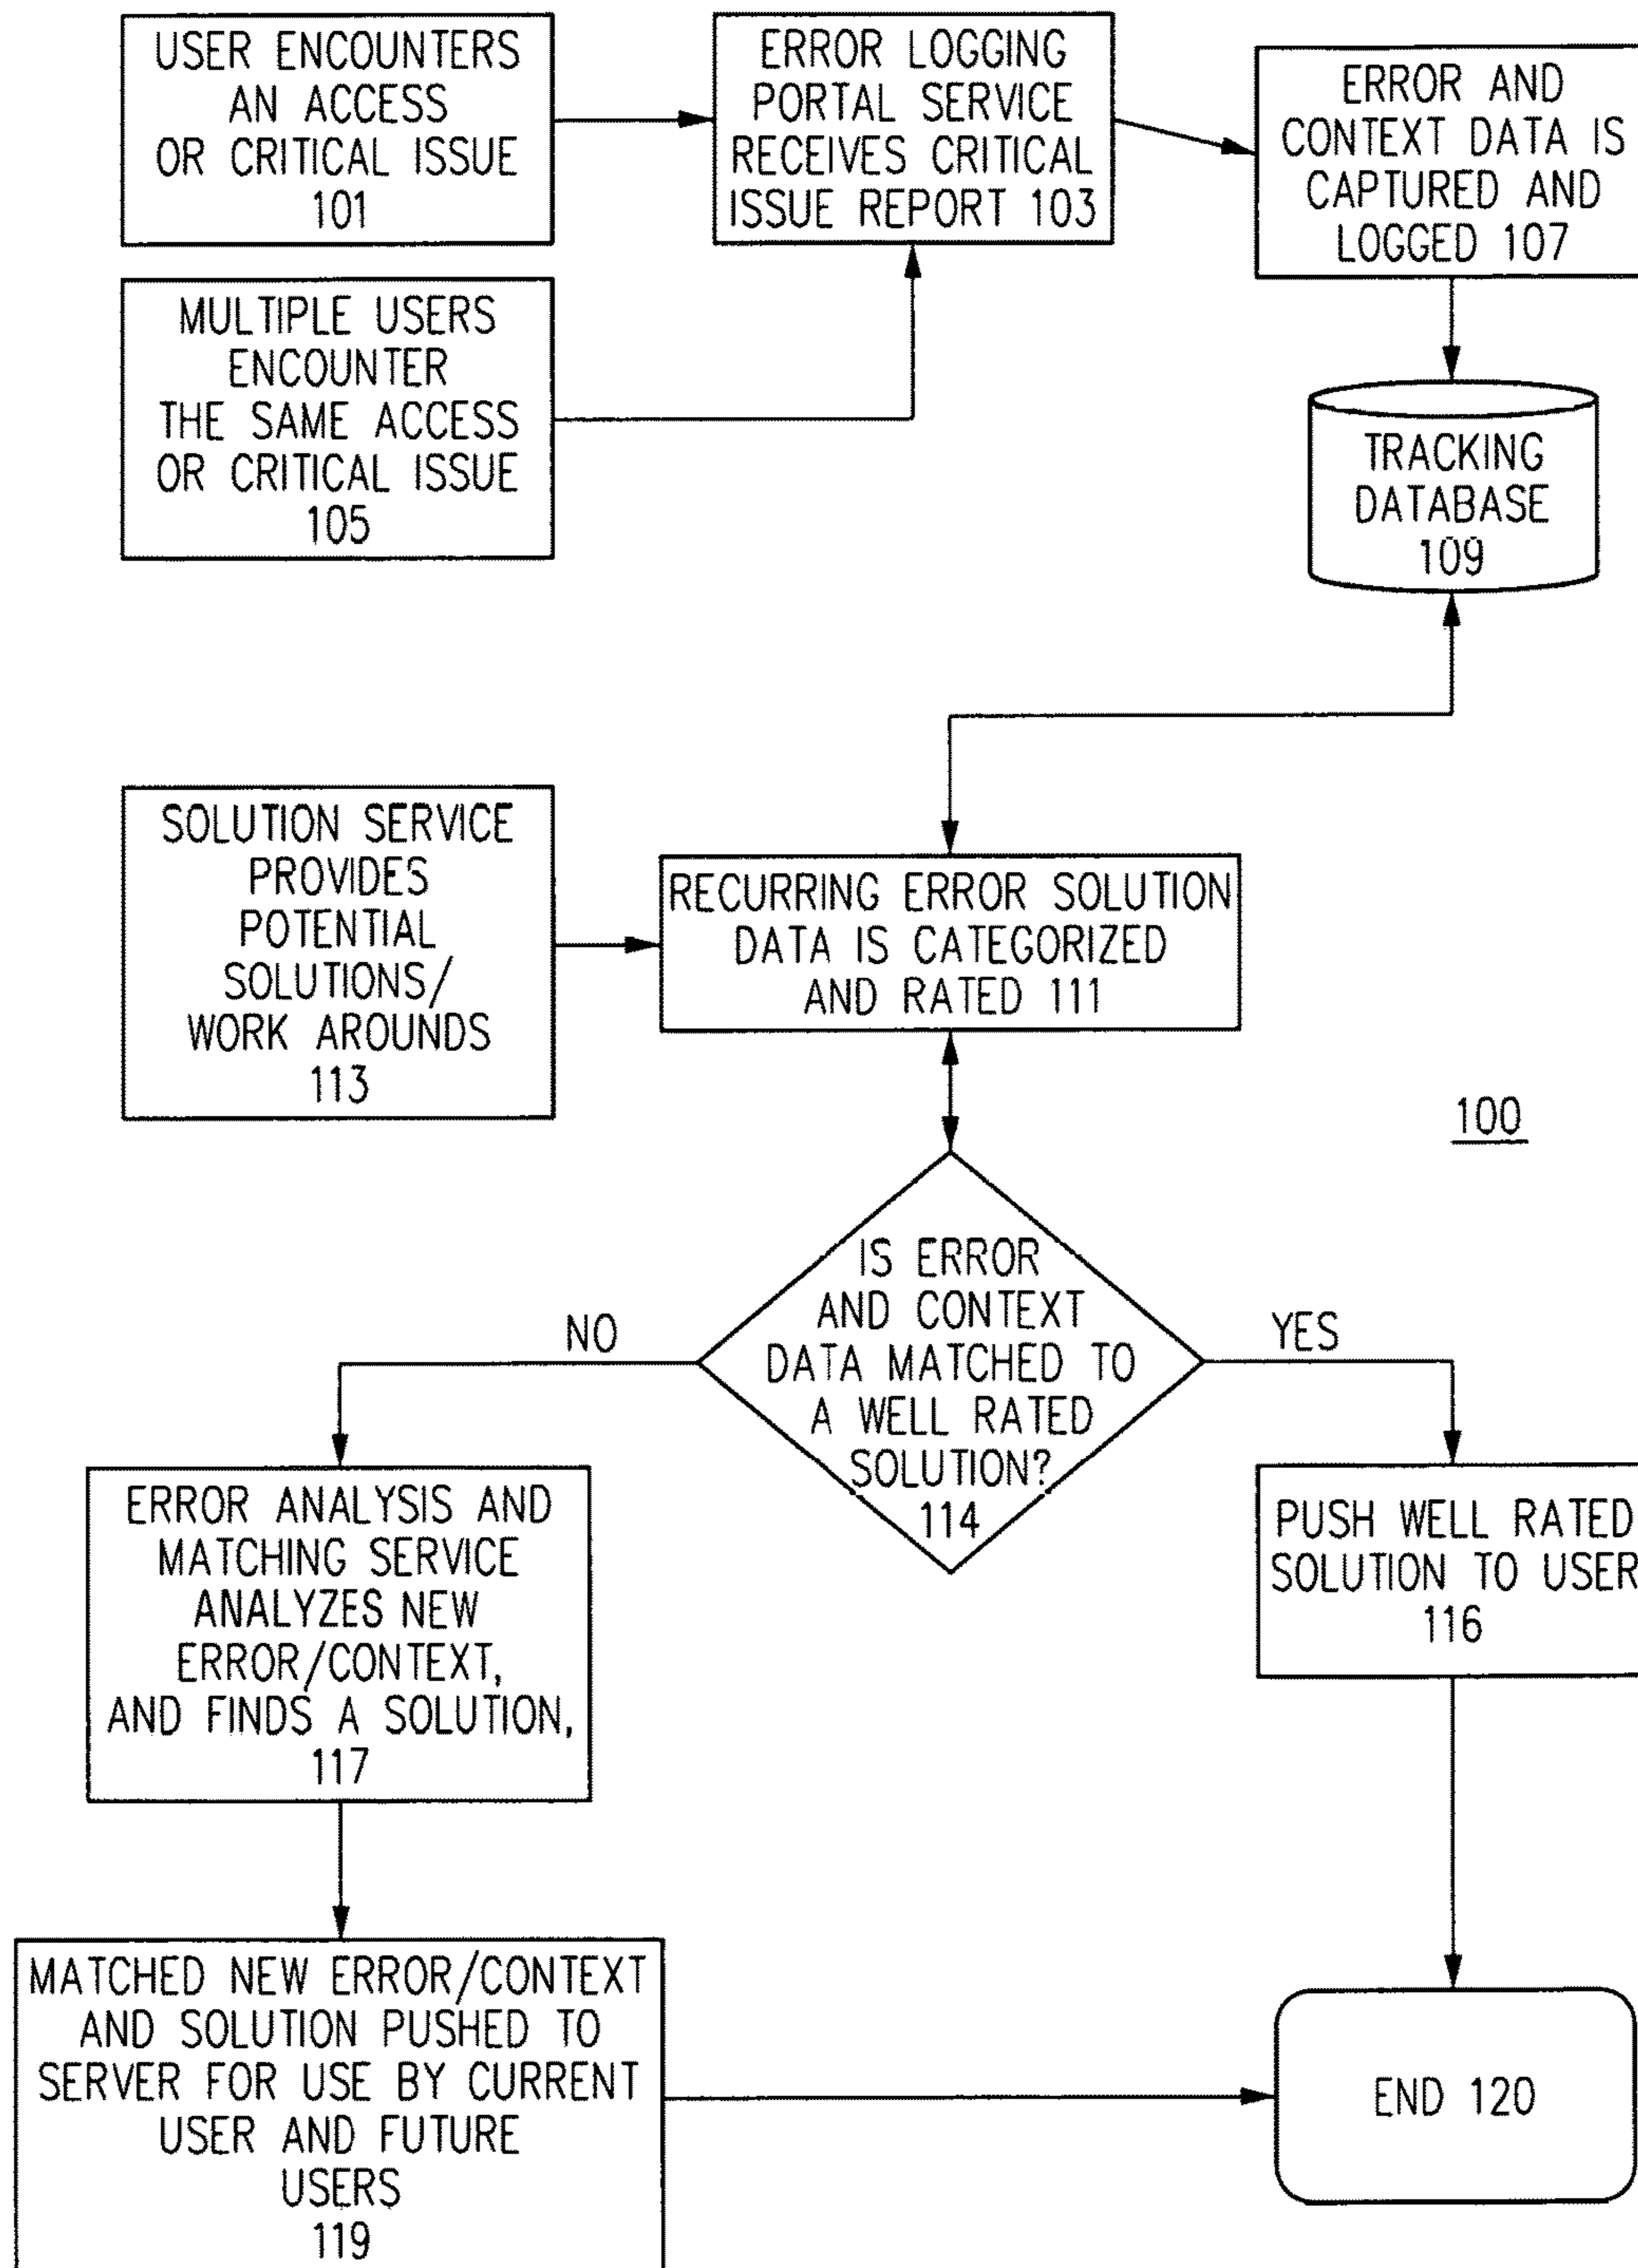 USER ENCOUNTERS
AN ACCESS
OR CRITICAL ISSUE
101
ERROR LOGGING
PORTAL SERVICE
RECEIVES CRITICAL
ISSUE REPORT 103
ERROR AND
CONTEXT DATA IS
CAPTURED AND
LOGGED 107
MULTIPLE USERS
ENCOUNTER
THE SAME ACCESS
OR CRITICAL ISSUE
105
TRACKING
DATABASE
109
SOLUTION SERVICE
PROVIDES
POTENTIAL
SOLUTIONS/
WORK AROUNDS
113
RECURRING ERROR SOLUTION
DATA IS CATEGORIZED
AND RATED 111
100
IS ERROR
AND CONTEXT
DATA MATCHED TO
A WELL RATED
SOLUTION?
114
NO
YES
ERROR ANALYSIS AND
MATCHING SERVICE
ANALYZES NEW
ERROR/CONTEXT,
AND FINDS A SOLUTION,
117
PUSH WELL RATED
SOLUTION TO USER
116
MATCHED NEW ERROR/CONTEXT
AND SOLUTION PUSHED TO
SERVER FOR USE BY CURRENT
USER AND FUTURE
USERS
119
END 120